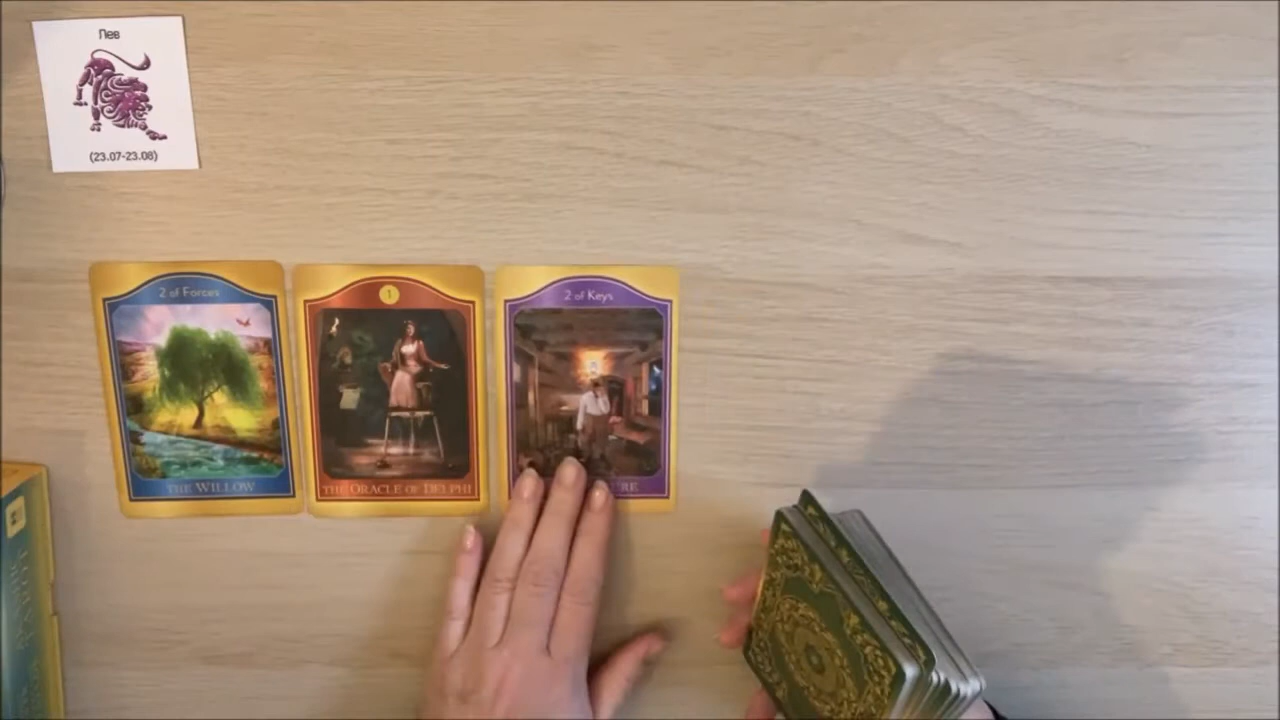 Лев
(23.07-23.08)
2 of Forces
1
2 of Keys
THE WILLOW
THE ORACLE OF DELPHI